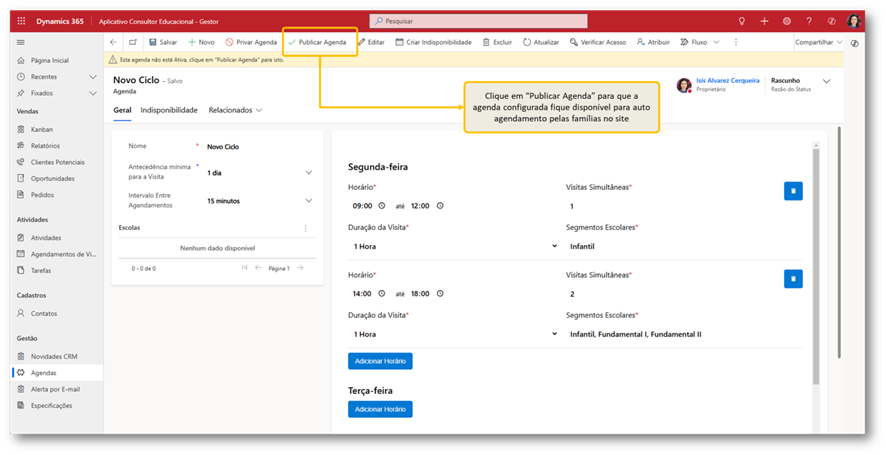 Dynamics 365
Aplicativo Consultor Educacional - Gestor
Pesquisar
Salvar
Novo
Privar Agenda
Publicar Agenda
Editar
Criar Indisponibilidade
Excluir
Atualizar
Verificar Acesso
Atribuir
Fluxo
Compartilhar
Esta agenda não está Ativa, clique em "Publicar Agenda" para isto.
Página Inicial
Recentes
Fixados
Vendas
Kanban
Relatórios
Clientes Potenciais
Oportunidades
Pedidos
Atividades
Atividades
Agendamentos de Vi...
Tarefas
Cadastros
Contatos
Gestão
Novidades CRM
Agendas
Alerta por E-mail
Especificações
Novo Ciclo - Salvo
Agenda
Isis Alvarez Cerqueira
Proprietário
Rascunho
Razão do Status
Geral
Indisponibilidade
Relacionados
Clique em "Publicar Agenda" para que a
agenda configurada fique disponível para auto
agendamento pelas famílias no site
Nome * Novo Ciclo
Antecedência mínima * 1 dia
para a Visita
Intervalo Entre 15 minutos
Agendamentos
Escolas
Nenhum dado disponível
0 - 0 de 0
Página 1
Segunda-feira
Horário* Visitas Simultâneas*
09:00 até 12:00 1
Duração da Visita* Segmentos Escolares*
1 Hora Infantil
Horário* Visitas Simultâneas*
14:00 até 18:00 2
Duração da Visita* Segmentos Escolares*
1 Hora Infantil, Fundamental I, Fundamental II
Adicionar Horário
Terça-feira
Adicionar Horário